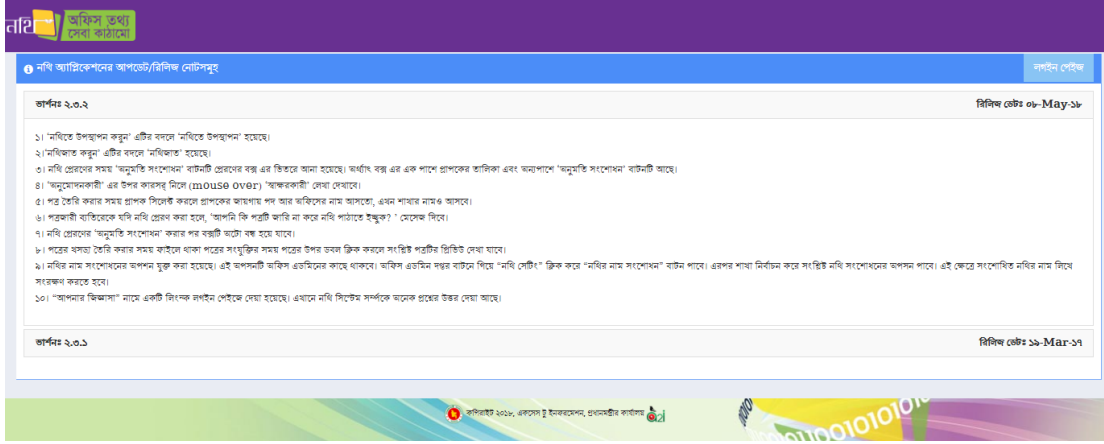 নথি
অফিস তথ্য
সেবা কাঠামো
নথি অ্যাপ্লিকেশনের আপডেট/রিলিজ নোটসমূহ
লগইন পেইজ
ভার্শনঃ ২.৩.২
রিলিজ ডেটঃ ০৮-May-১৮
১। 'নথিতে উপস্থাপন করুন' এটির বদলে 'নথিতে উপস্থাপন' হয়েছে।
২।'নথিজাত করুন' এটির বদলে 'নথিজাত' হয়েছে।
৩। নথি প্রেরণের সময় 'অনুমতি সংশোধন' বাটনটি প্রেরণের বক্স এর ভিতরে আনা হয়েছে। অর্থাৎ বক্স এর এক পাশে প্রাপকের তালিকা এবং অন্যপাশে 'অনুমতি সংশোধন' বাটনটি আছে।
৪। 'অনুমোদনকারী' এর উপর কারসর নিলে (mouse over) 'স্বাক্ষরকারী' লেখা দেখাবে।
৫। পত্র তৈরি করার সময় প্রাপক সিলেক্ট করলে প্রাপকের জায়গায় পদ আর অফিসের নাম আসতো, এখন শাখার নামও আসবে।
৬। পত্রজারী ব্যতিরেকে যদি নথি প্রেরণ করা হলে, 'আপনি কি পত্রটি জারি না করে নথি পাঠাতে ইচ্ছুক? ' মেসেজ দিবে।
৭। নথি প্রেরণের 'অনুমতি সংশোধন' করার পর বক্সটি অটো বন্ধ হয়ে যাবে।
৮। পত্রের খসড়া তৈরি করার সময় ফাইলে থাকা পত্রের সংযুক্তির সময় পত্রের উপর ডবল ক্লিক করলে সংশ্লিষ্ট পত্রটির প্রিভিউ দেখা যাবে।
৯। নথির নাম সংশোধনের অপশন যুক্ত করা হয়েছে। এই অপসনটি অফিস এডমিনের কাছে থাকবে। অফিস এডমিন দপ্তর বাটনে গিয়ে "নথি সেটিং" ক্লিক করে "নথির নাম সংশোধন" বাটন পাবে। এরপর শাখা নির্বাচন করে সংশ্লিষ্ট নথি সংশোধনের অপসন পাবে। এই ক্ষেত্রে সংশোধিত নথির নাম লিখে
সংরক্ষণ করতে হবে।
১০। "আপনার জিজ্ঞাসা" নামে একটি লিংস্ক লগইন পেইজে দেয়া হয়েছে। এখানে নথি সিস্টেম সর্ম্পকে অনেক প্রশ্নের উত্তর দেয়া আছে।
ভার্শনঃ ২.৩.১
রিলিজ ডেটঃ ১৯-Mar-১৭
কপিরাইট ২০১৮, একসেস টু ইনফরমেশন, প্রধানমন্ত্রীর কার্যালয়